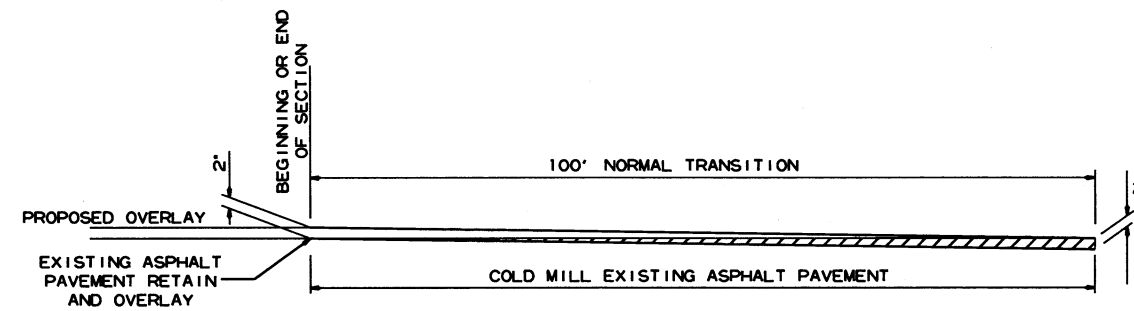 BEGINNING OR END
OF SECTION
2"
100' NORMAL TRANSITION
PROPOSED OVERLAY
EXISTING ASPHALT
PAVEMENT RETAIN
AND OVERLAY
COLD MILL EXISTING ASPHALT PAVEMENT